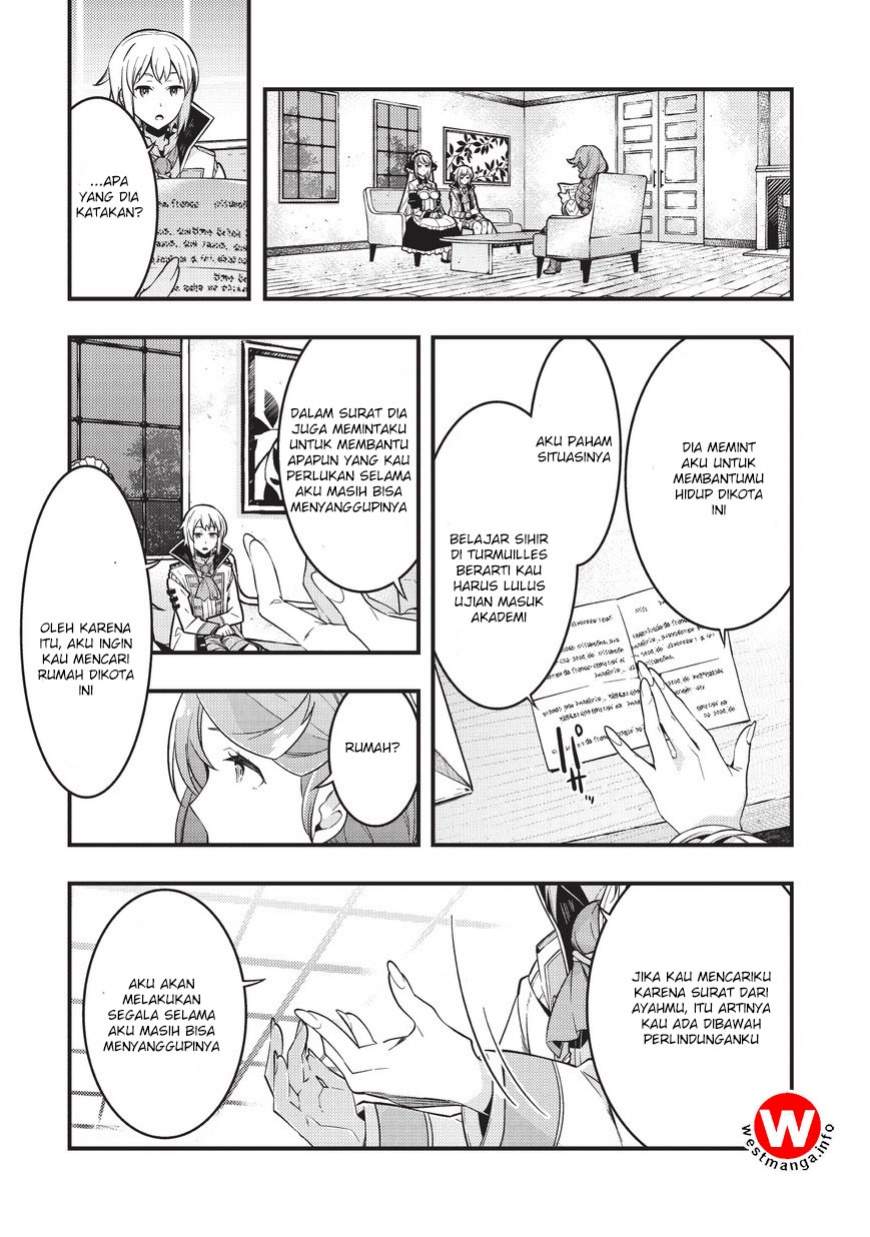 ...APA
YANG DIA
KATAKAN?
DIA MEMINT
AKU UNTUK
MEMBANTUMU
HIDUP DIKOTA
INI
AKU PAHAM
SITUASINYA
BELAJAR SIHIR
DI TURMUILLES
BERARTI KAU
HARUS LULUS
UJIAN MASUK
AKADEMI
DALAM SURAT DIA
JUGA MEMINTAKU
UNTUK MEMBANTU
APAPUN YANG KAU
PERLUKAN SELAMA
AKU MASIH BISA
MENYANGGUPINYA
OLEH KARENA
ITU, AKU INGIN
KAU MENCARI
RUMAH DIKOTA
INI
RUMAH?
JIKA KAU MENCARIKU
KARENA SURAT DARI
AYAHMU, ITU ARTINYA
KAU ADA DIBAWAH
PERLINDUNGANKU
AKU AKAN
MELAKUKAN
SEGALA SELAMA
AKU MASIH BISA
MENYANGGUPINYA
W
westmanga.info